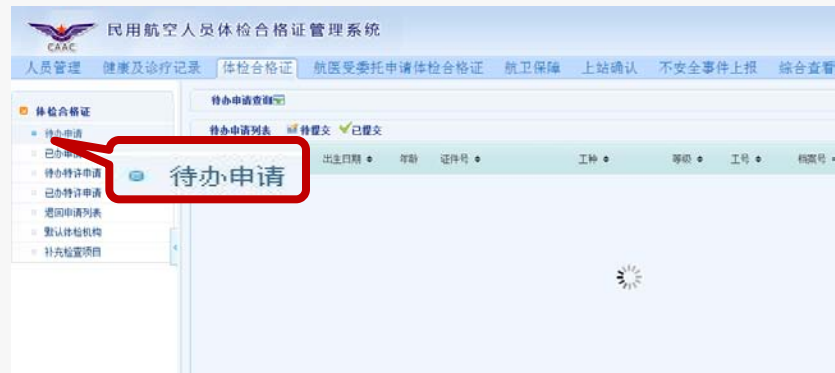 CAAC
民用航空人员体检合格证管理系统
人员管理 健康及诊疗记录 体检合格证 航医受委托申请体检合格证 航卫保障 上站确认 不安全事件上报 综合查看
体检合格证
待办申请
已办申请
待办特许申请
已办特许申请
退回申请列表
默认体检机构
补充检查项目
待办申请
待办申请查询
待办申请列表 待提交 已提交
出生日期 年龄 证件号 工种 等级 工号 档案号